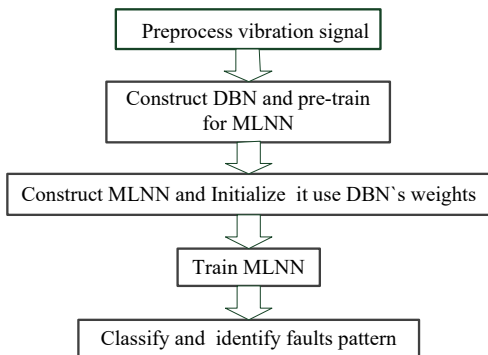 Preprocess vibration signal
Construct DBN and pre-train
for MLNN
Construct MLNN and Initialize it use DBN`s weights
Train MLNN
Classify and identify faults pattern